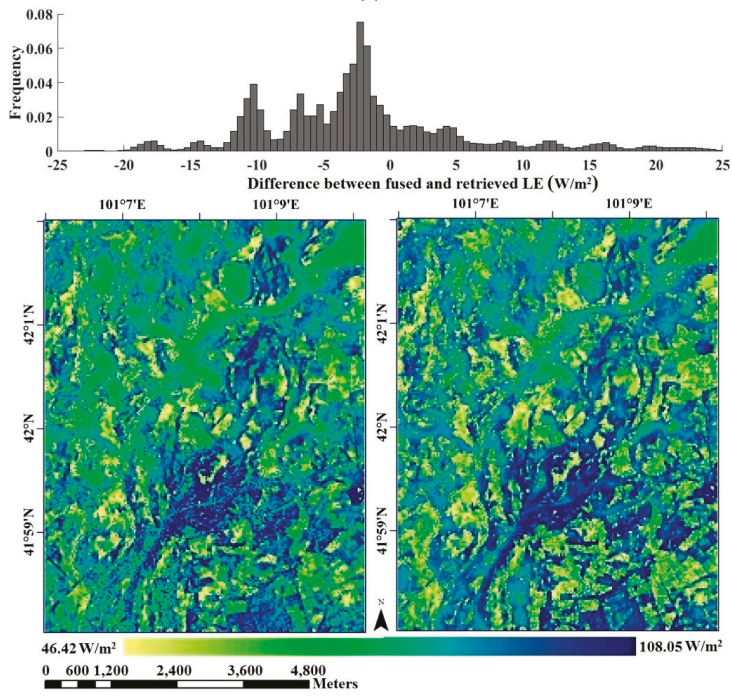 0.08
0.06
0.04
0.02
0
Frequency
-25 -20 -15 -10 -5 0 5 10 15 20 25
Difference between fused and retrieved LE (W/m²)
101°7'E 101°9'E 101°7'E 101°9'E
42°1'N 42°1'N
42°N 42°N
41°59'N 41°59'N
N
46.42 W/m² 108.05 W/m²
0 600 1,200 2,400 3,600 4,800
Meters